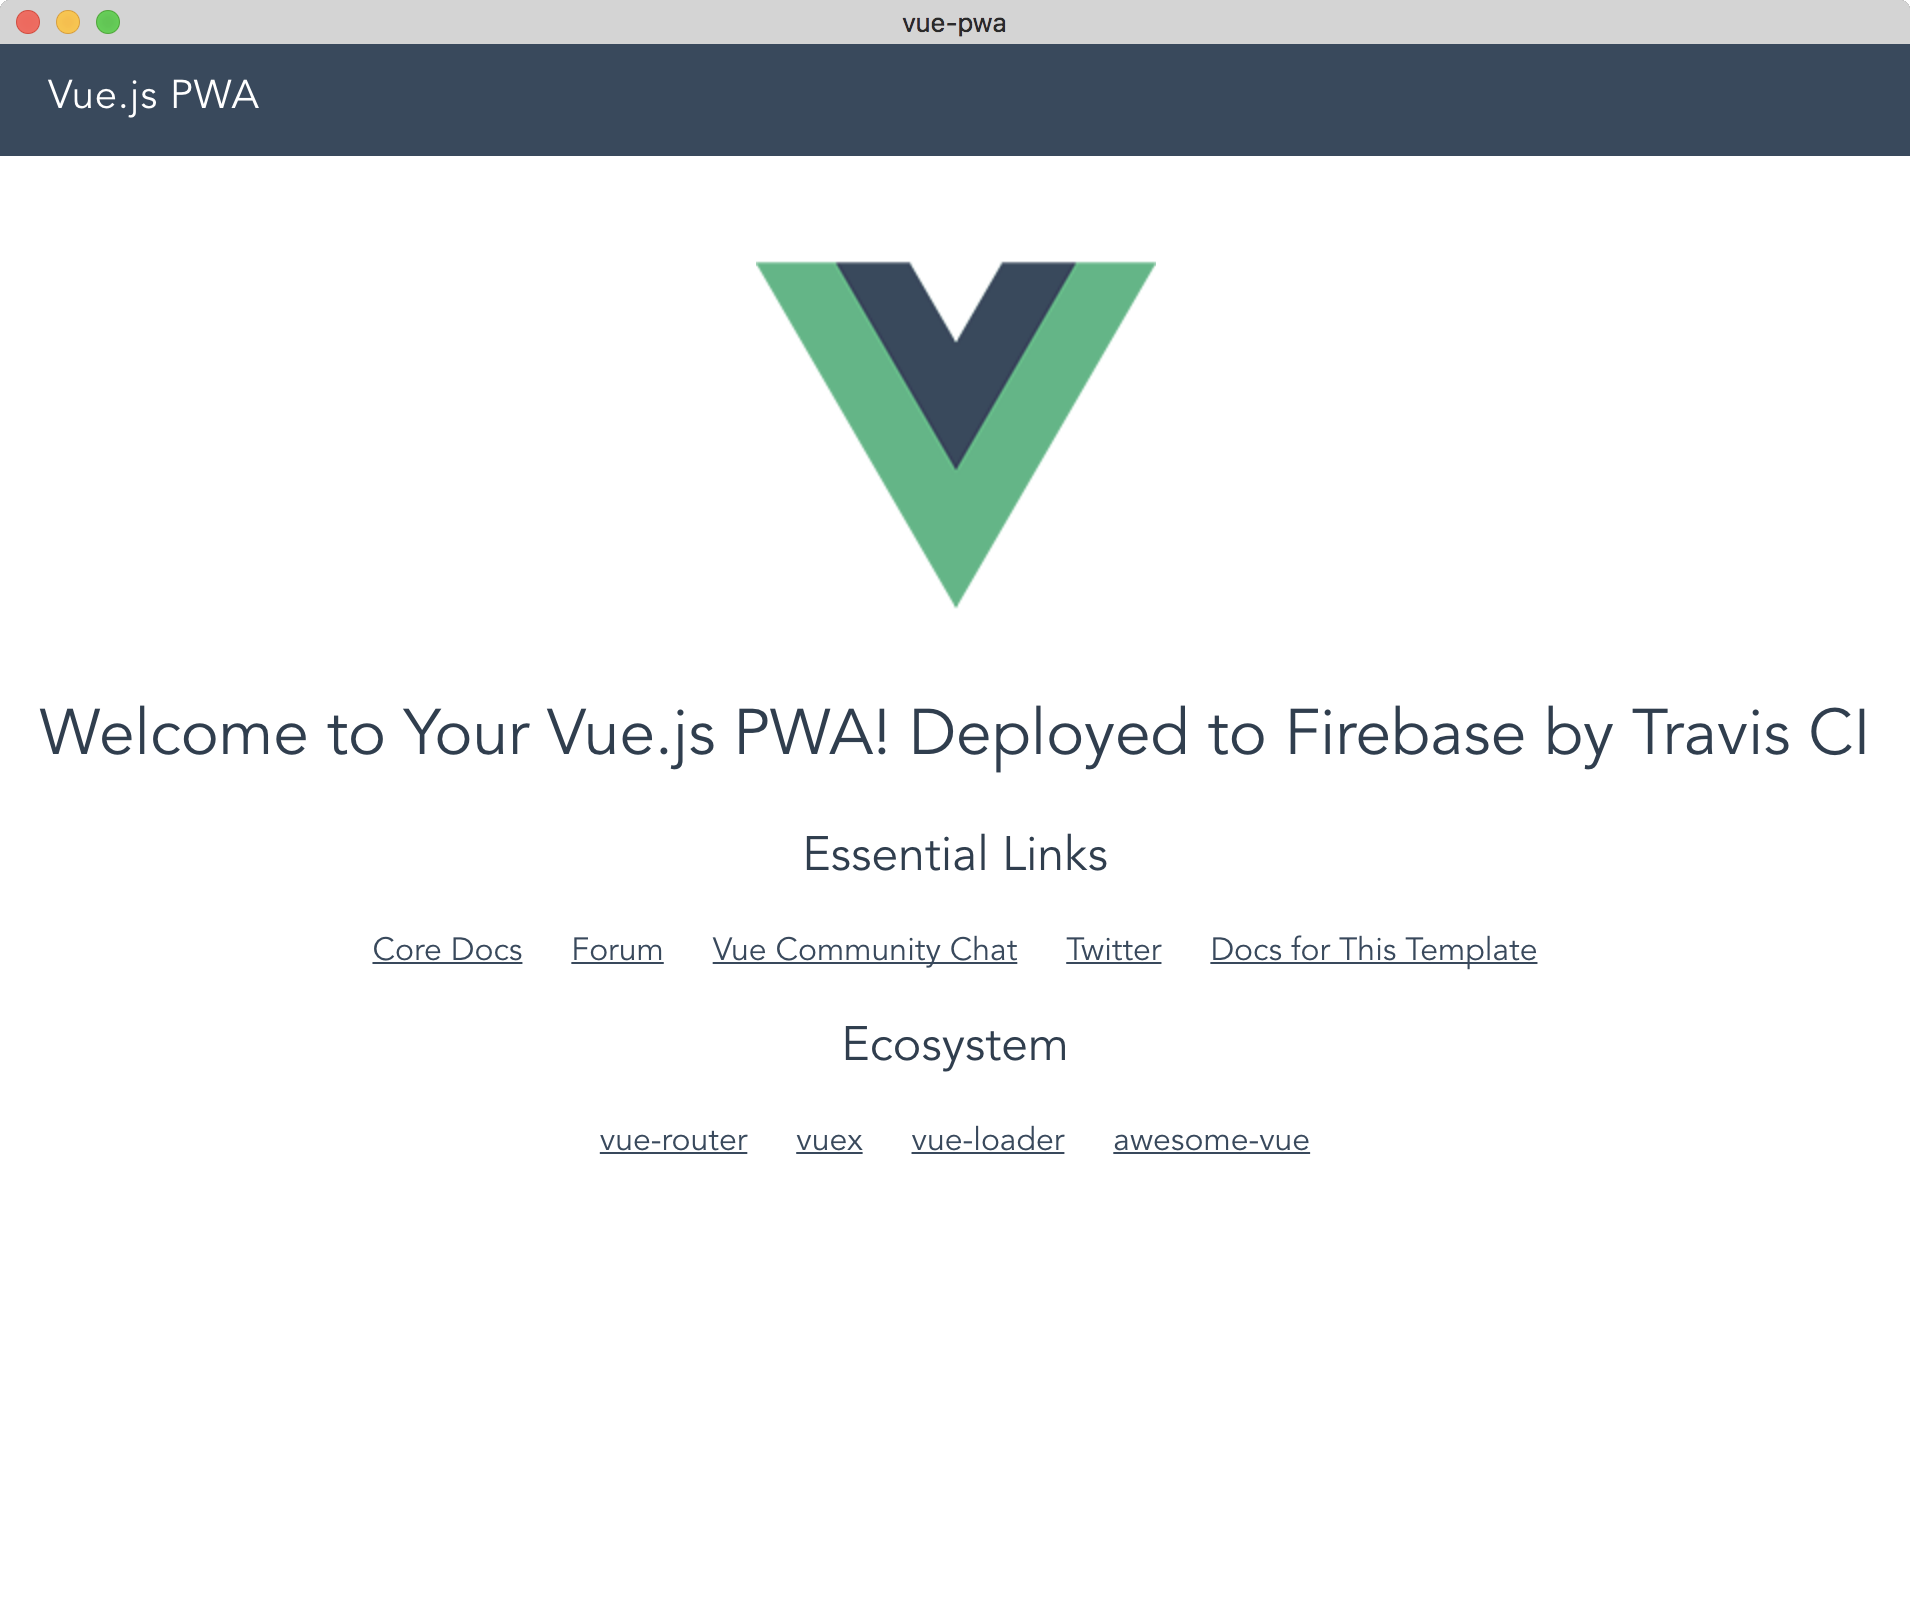 vue-pwa
Vue.js PWA
Welcome to Your Vue.js PWA! Deployed to Firebase by Travis CI
Essential Links
Core Docs Forum Vue Community Chat Twitter Docs for This Template
Ecosystem
vue-router vuex vue-loader awesome-vue